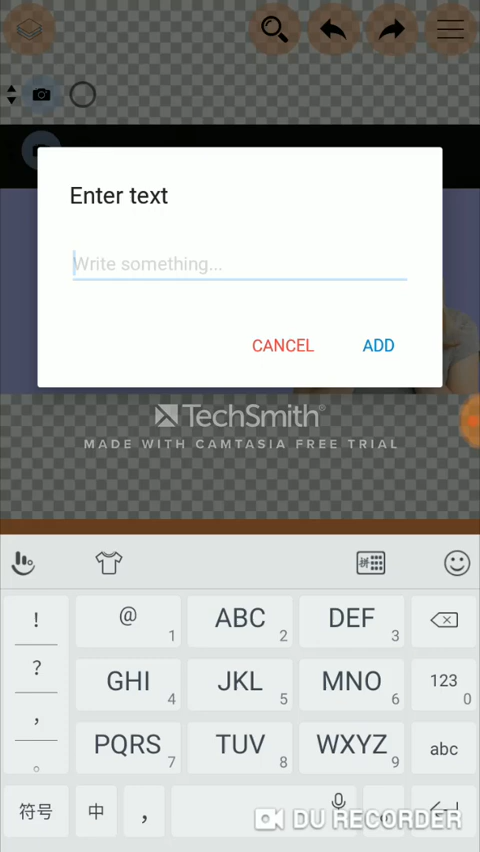 Enter text
Write something...
CANCEL
ADD
TechSmith®
MADE WITH CAMTASIA FREE TRIAL
拼
! @ 1 ABC 2 DEF 3
? GHI 4 JKL 5 MNO 6 123 0
, PQRS 7 TUV 8 WXYZ 9 abc
。
符号 中 ,
DU RECORDER